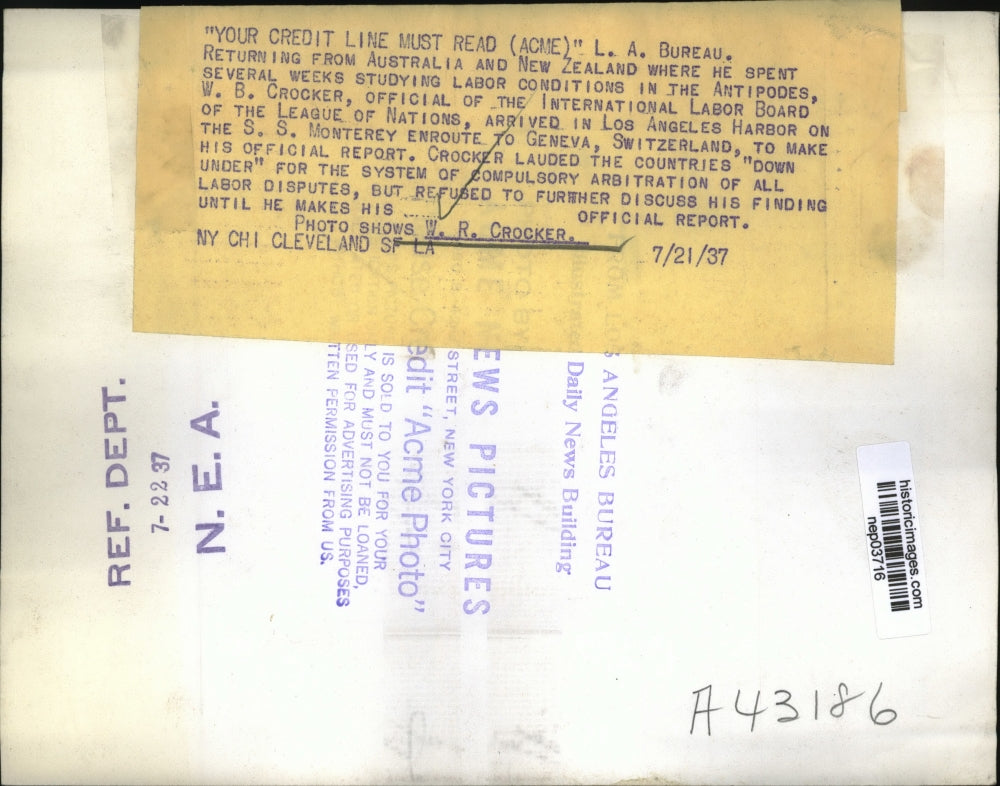 "YOUR CREDIT LINE MUST READ (ACME)" L. A. BUREAU.
RETURNING FROM AUSTRALIA AND NEW ZEALAND WHERE HE SPENT
SEVERAL WEEKS STUDYING LABOR CONDITIONS IN THE ANTIPODES,
W. B. CROCKER, OFFICIAL OF THE INTERNATIONAL LABOR BOARD
OF THE LEAGUE OF NATIONS, ARRIVED IN LOS ANGELES HARBOR ON
THE S. S. MONTEREY ENROUTE TO GENEVA, SWITZERLAND, TO MAKE
HIS OFFICIAL REPORT. CROCKER LAUDED THE COUNTRIES "DOWN
UNDER" FOR THE SYSTEM OF COMPULSORY ARBITRATION OF ALL
LABOR DISPUTES, BUT REFUSED TO FURTHER DISCUSS HIS FINDING
UNTIL HE MAKES HIS OFFICIAL REPORT.
PHOTO SHOWS W. R. CROCKER.
NY CHI CLEVELAND SF LA 7/21/37
REF. DEPT.
7-22 37
N. E. A.
ANGELES BUREAU
Daily News Building
EWS PICTURES
STREET, NEW YORK CITY
edit "Acme Photo"
IS SOLD TO YOU FOR YOUR
LY AND MUST NOT BE LOANED,
SED FOR ADVERTISING PURPOSES
TTEN PERMISSION FROM US.
historicimages.com
nep03716
A43186